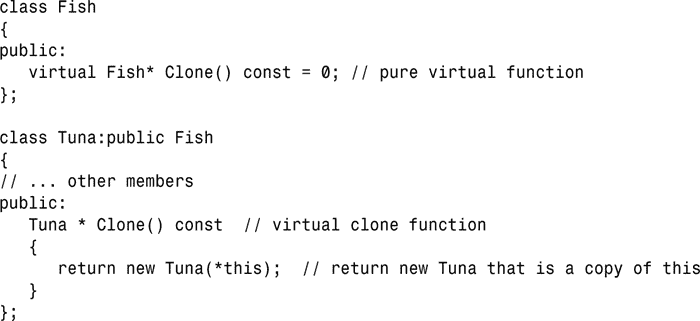 class Fish
{
public:
   virtual Fish* Clone() const = 0; // pure virtual function
};

class Tuna:public Fish
{
// ... other members
public:
   Tuna * Clone() const  // virtual clone function
   {
      return new Tuna(*this);  // return new Tuna that is a copy of this
   }
};